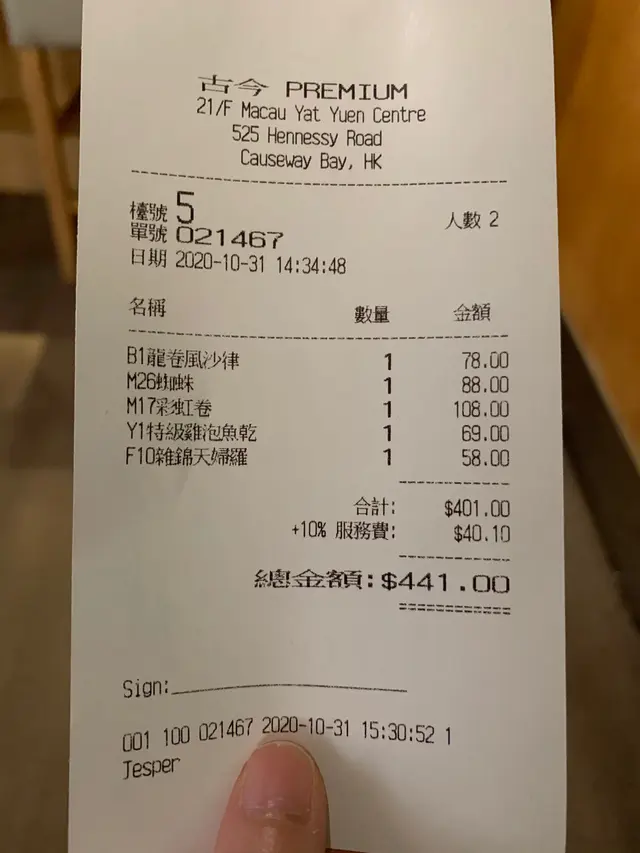 古今 PREMIUM
21/F Macau Yat Yuen Centre
525 Hennessy Road
Causeway Bay, HK
檯號 5 人數 2
單號 021467
日期 2020-10-31 14:34:48
名稱 數量 金額
B1龍卷風沙律 1 78.00
M26蜘蛛 1 88.00
M17彩虹卷 1 108.00
Y1特級雞泡魚乾 1 69.00
F10雜錦天婦羅 1 58.00
合計: $401.00
+10% 服務費: $40.10
總金額: $441.00
Sign:
001 100 021467 2020-10-31 15:30:52 1
Jesper